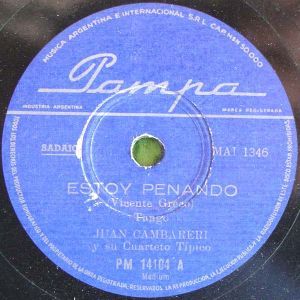 MUSICA ARGENTINA E INTERNACIONAL S.R.L. CAP. M$N 50.000
Pampa
INDUSTRIA ARGENTINA
MARCA REGISTRADA
SADAIC
MAI 1346
ESTOY PENANDO
(Vicente Greco)
Tango
JUAN CAMBARERI
y su Cuarteto Típico
PM 14104 A
Medium